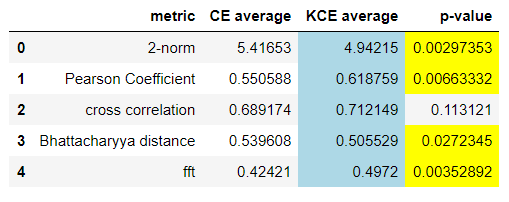 metric CE average KCE average p-value
0 2-norm 5.41653 4.94215 0.00297353
1 Pearson Coefficient 0.550588 0.618759 0.00663332
2 cross correlation 0.689174 0.712149 0.113121
3 Bhattacharyya distance 0.539608 0.505529 0.0272345
4 fft 0.42421 0.4972 0.00352892